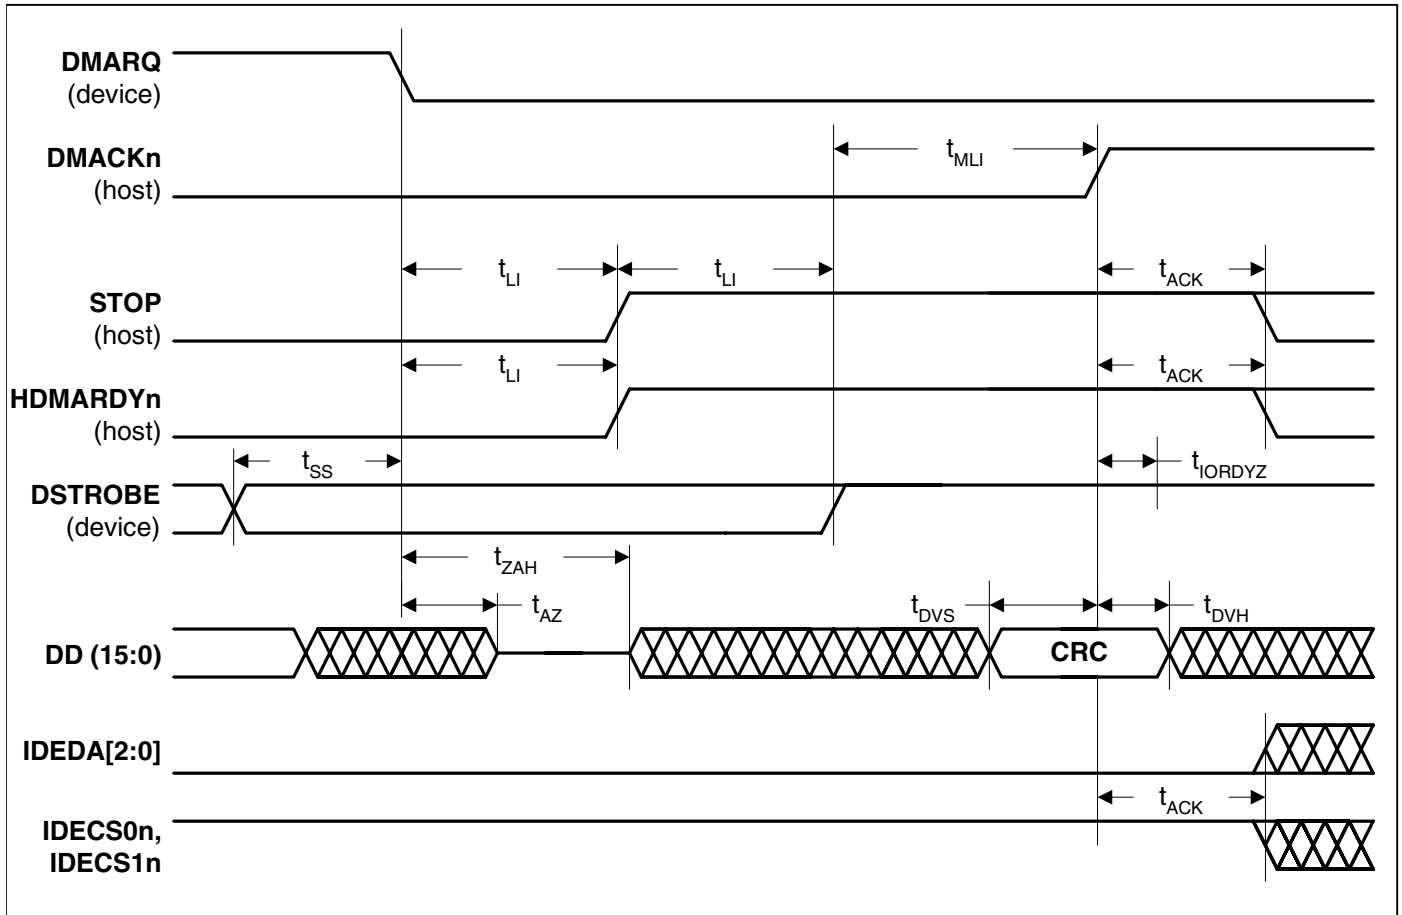 DMARQ
(device)
DMACKn
(host)
tMLI
tLI
tLI
tACK
STOP
(host)
tLI
tACK
HDMARDYn
(host)
tSS
tIORDYZ
DSTROBE
(device)
tZAH
tAZ
tDVS
tDVH
DD (15:0)
CRC
IDEDA[2:0]
tACK
IDECS0n,
IDECS1n